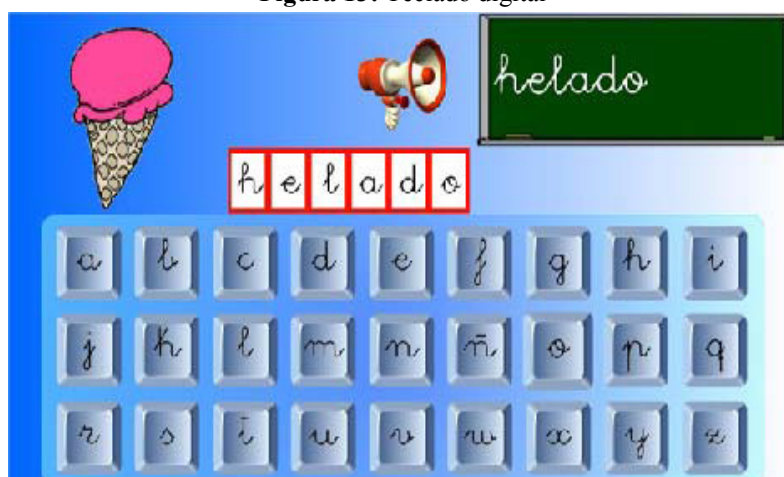 Figura 13: Teclado digital
helado
h e l a d o
a b c d e f g h i
j k l m n ñ o p q
r s t u v w x y z